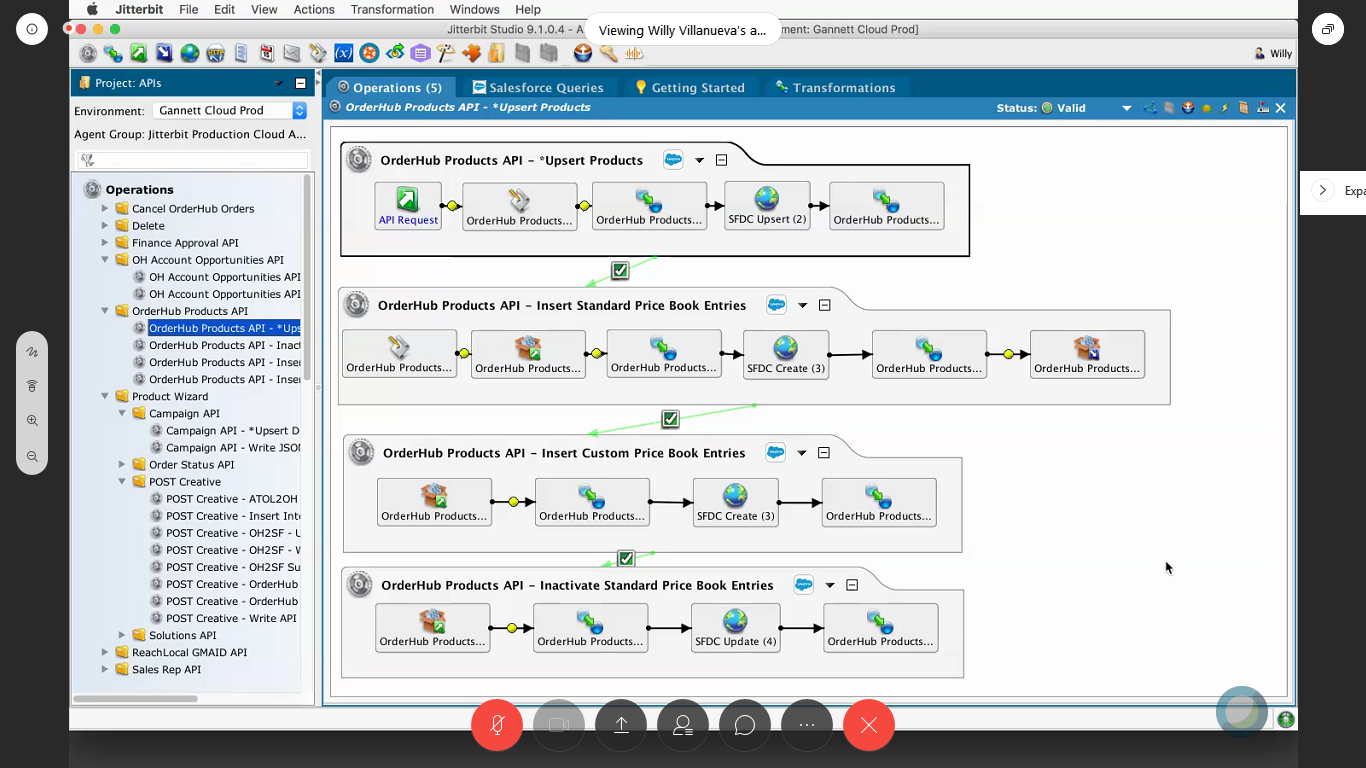 Jitterbit File Edit View Actions Transformation Windows Help
Jitterbit Studio 9.1.0.4 - A
Viewing Willy Villanueva's a...
ment: Gannett Cloud Prod]
Willy
Project: APIs
Environment: Gannett Cloud Prod
Agent Group: Jitterbit Production Cloud A...
Operations
Cancel OrderHub Orders
Delete
Finance Approval API
OH Account Opportunities API
OH Account Opportunities API
OH Account Opportunities API
OrderHub Products API
OrderHub Products API - *Ups
OrderHub Products API - Inact
OrderHub Products API - Inser
OrderHub Products API - Inser
Product Wizard
Campaign API
Campaign API - *Upsert D
Campaign API - Write JSO
Order Status API
POST Creative
POST Creative - ATOL2OH
POST Creative - Insert Int
POST Creative - OH2SF - U
POST Creative - OH2SF - W
POST Creative - OH2SF Su
POST Creative - OrderHub
POST Creative - OrderHub
POST Creative - Write API
Solutions API
ReachLocal GMAID API
Sales Rep API
Operations (5) Salesforce Queries Getting Started Transformations
OrderHub Products API - *Upsert Products
Status: Valid
OrderHub Products API - *Upsert Products
API Request OrderHub Products... OrderHub Products... SFDC Upsert (2) OrderHub Products...
OrderHub Products API - Insert Standard Price Book Entries
OrderHub Products... OrderHub Products... OrderHub Products... SFDC Create (3) OrderHub Products... OrderHub Products...
OrderHub Products API - Insert Custom Price Book Entries
OrderHub Products... OrderHub Products... SFDC Create (3) OrderHub Products...
OrderHub Products API - Inactivate Standard Price Book Entries
OrderHub Products... OrderHub Products... SFDC Update (4) OrderHub Products...
Expa